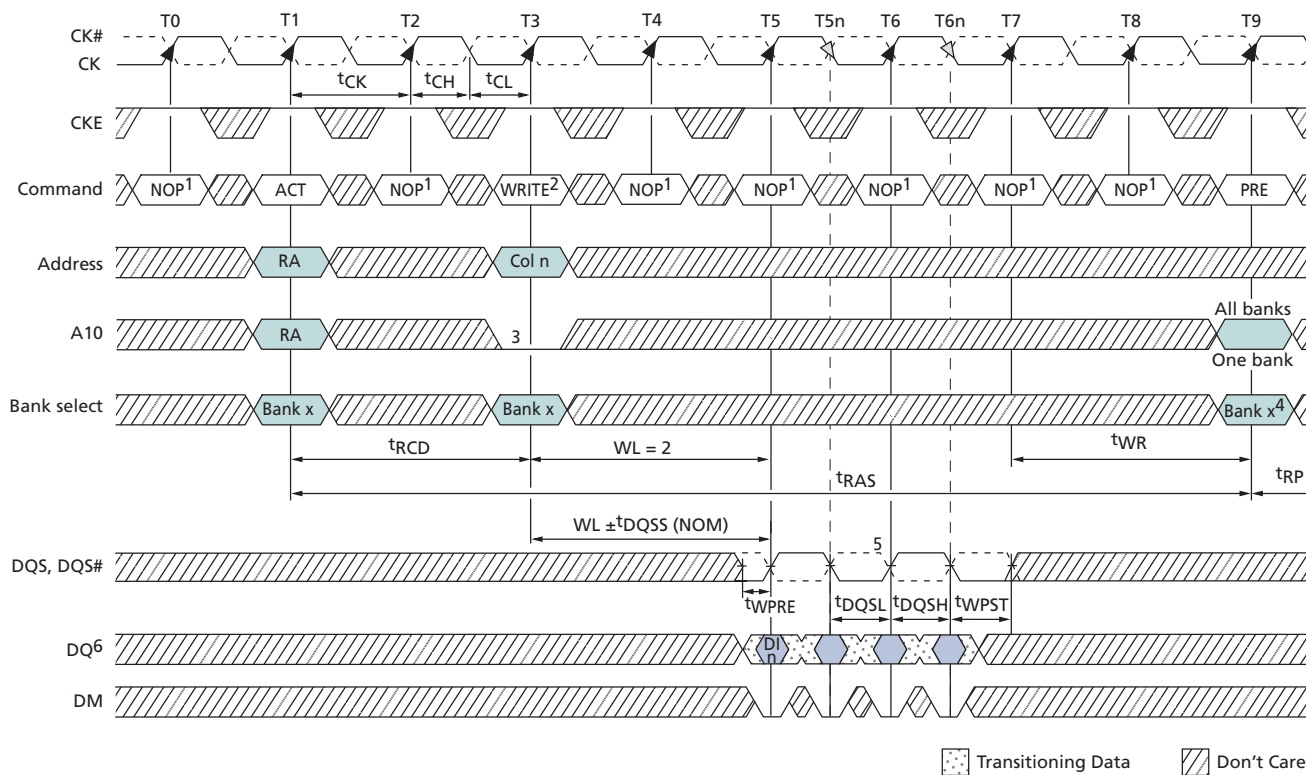 T0 T1 T2 T3 T4 T5 T5n T6 T6n T7 T8 T9
CK#
CK
tCK tCH tCL
CKE
Command NOP1 ACT NOP1 WRITE2 NOP1 NOP1 NOP1 NOP1 NOP1 PRE
Address RA Col n
All banks
A10 RA 3
One bank
Bank select Bank x Bank x Bank x4
tRCD WL = 2 tWR
tRAS tRP
WL ±tDQSS (NOM)
5
DQS, DQS#
tWPRE tDQSL tDQSH tWPST
DQ6 DI
n
DM
Transitioning Data Don't Care